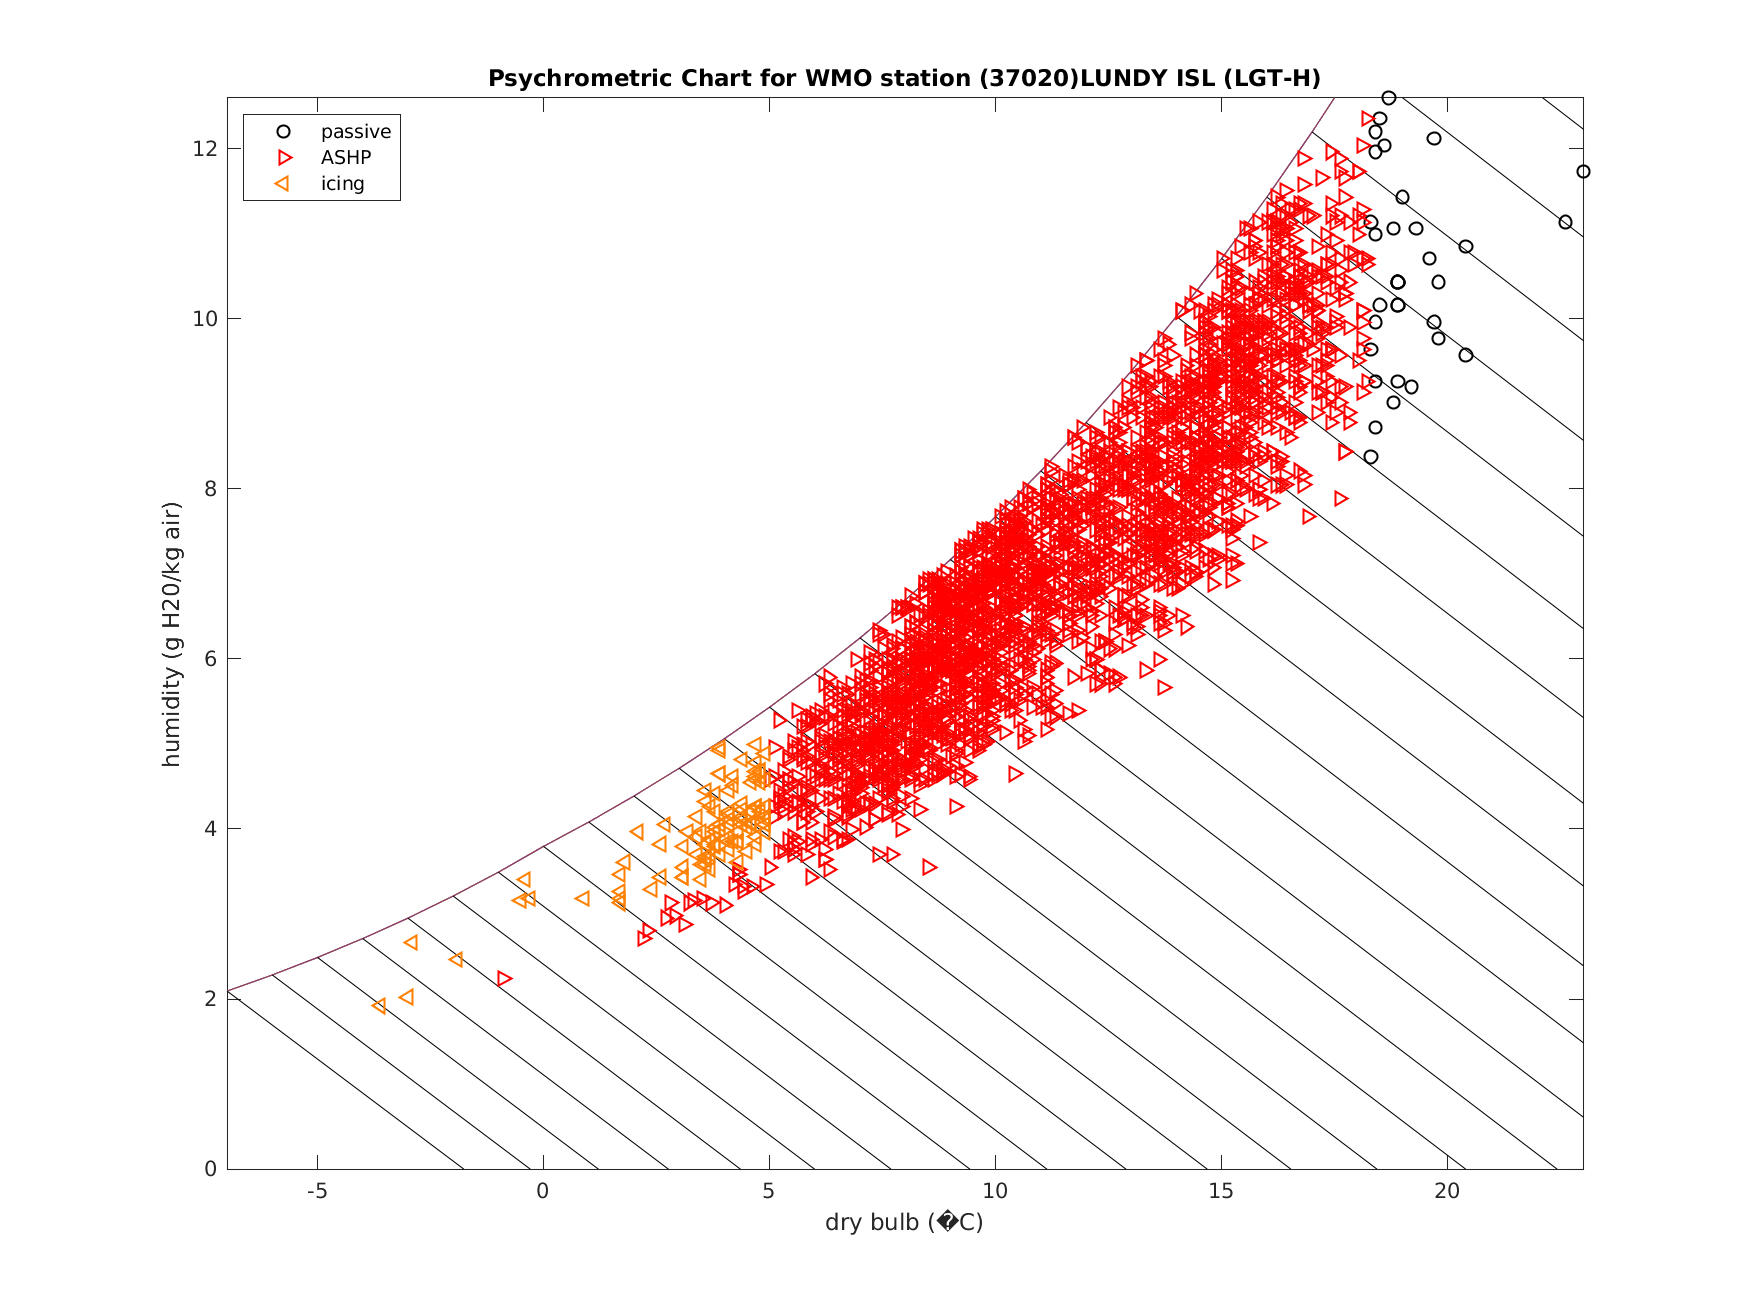 Psychrometric Chart for WMO station (37020)LUNDY ISL (LGT-H)
passive
ASHP
icing
12
10
8
6
4
2
0
humidity (g H20/kg air)
-5 0 5 10 15 20
dry bulb (�C)